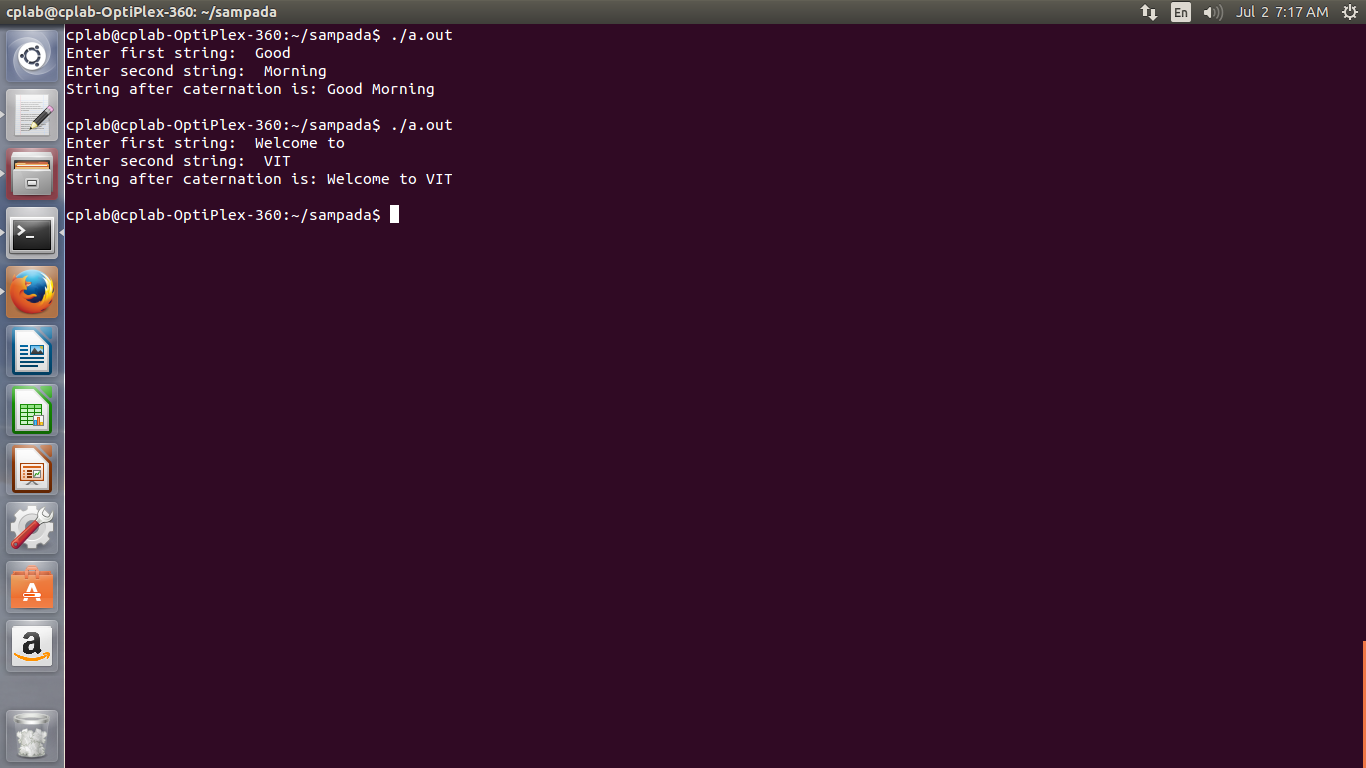 cplab@cplab-OptiPlex-360: ~/sampada
En
Jul 2 7:17 AM
cplab@cplab-OptiPlex-360:~/sampada$ ./a.out
Enter first string:  Good
Enter second string:  Morning
String after caternation is: Good Morning
cplab@cplab-OptiPlex-360:~/sampada$ ./a.out
Enter first string:  Welcome to
Enter second string:  VIT
String after caternation is: Welcome to VIT
cplab@cplab-OptiPlex-360:~/sampada$